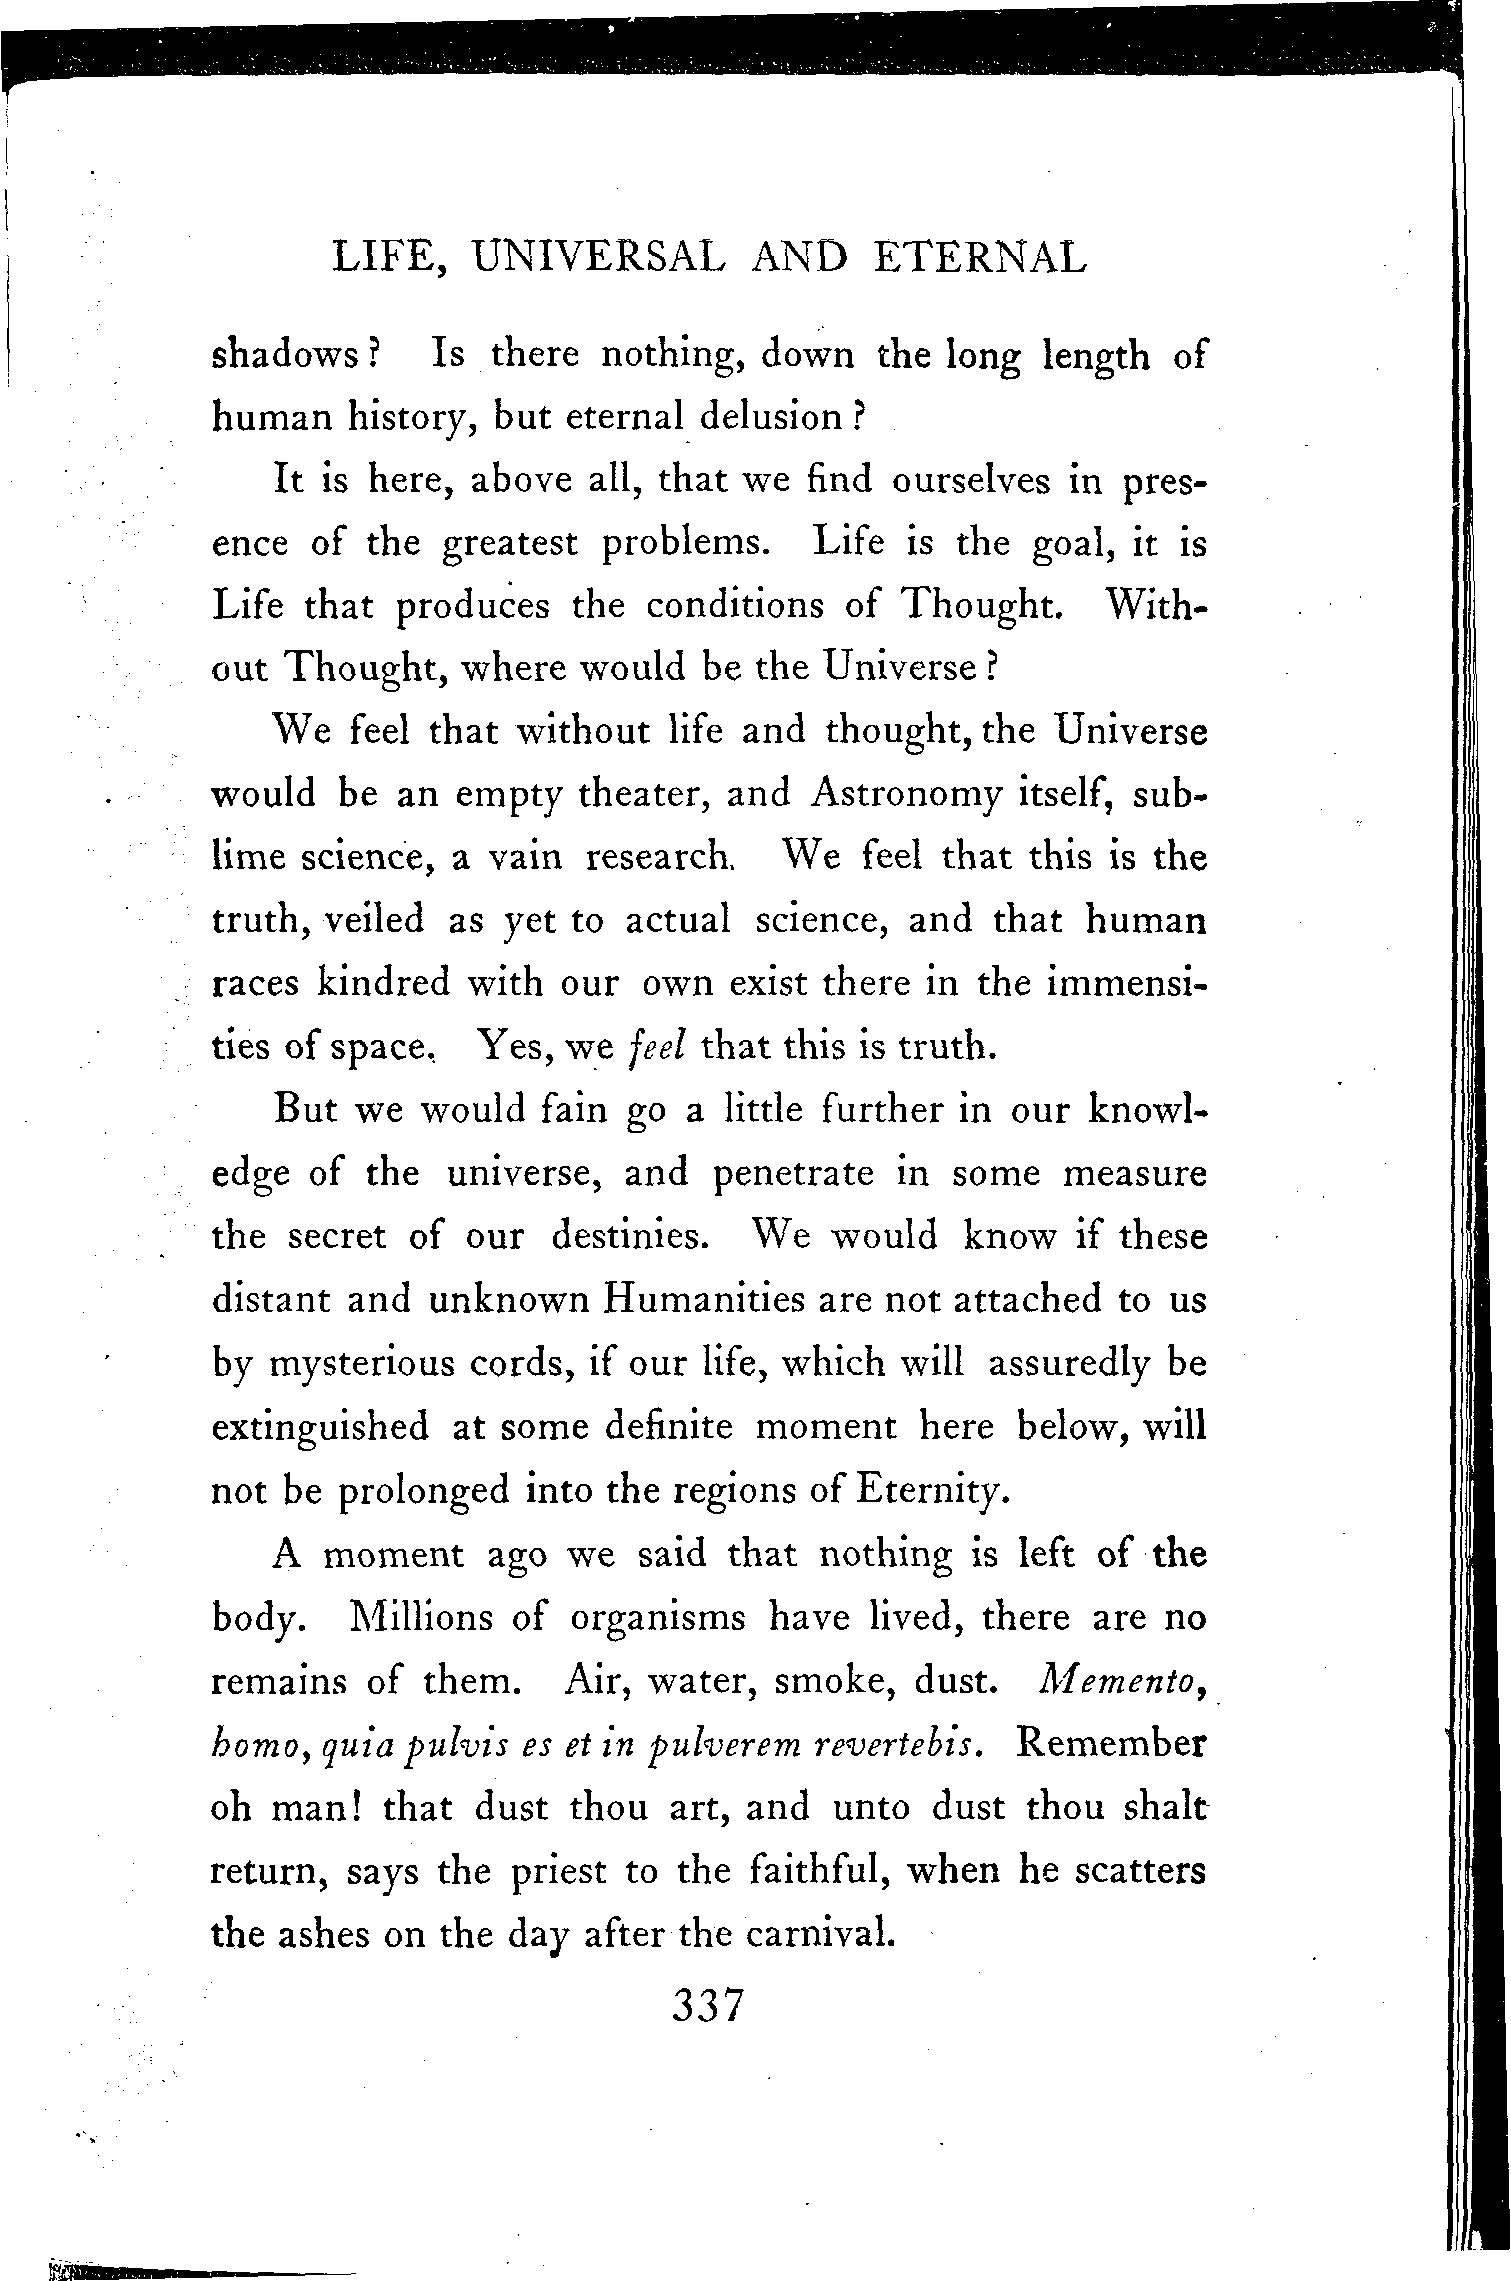 LIFE, UNIVERSAL AND ETERNAL
shadows? Is there nothing, down the long length of
human history, but eternal delusion?
It is here, above all, that we find ourselves in pres-
ence of the greatest problems. Life is the goal, it is
Life that produces the conditions of Thought. With-
out Thought, where would be the Universe?
We feel that without life and thought, the Universe
would be an empty theater, and Astronomy itself, sub-
lime science, a vain research. We feel that this is the
truth, veiled as yet to actual science, and that human
races kindred with our own exist there in the immensi-
ties of space. Yes, we feel that this is truth.
But we would fain go a little further in our knowl-
edge of the universe, and penetrate in some measure
the secret of our destinies. We would know if these
distant and unknown Humanities are not attached to us
by mysterious cords, if our life, which will assuredly be
extinguished at some definite moment here below, will
not be prolonged into the regions of Eternity.
A moment ago we said that nothing is left of the
body. Millions of organisms have lived, there are no
remains of them. Air, water, smoke, dust. Memento,
homo, quia pulvis es et in pulverem revertebis. Remember
oh man! that dust thou art, and unto dust thou shalt
return, says the priest to the faithful, when he scatters
the ashes on the day after the carnival.
337